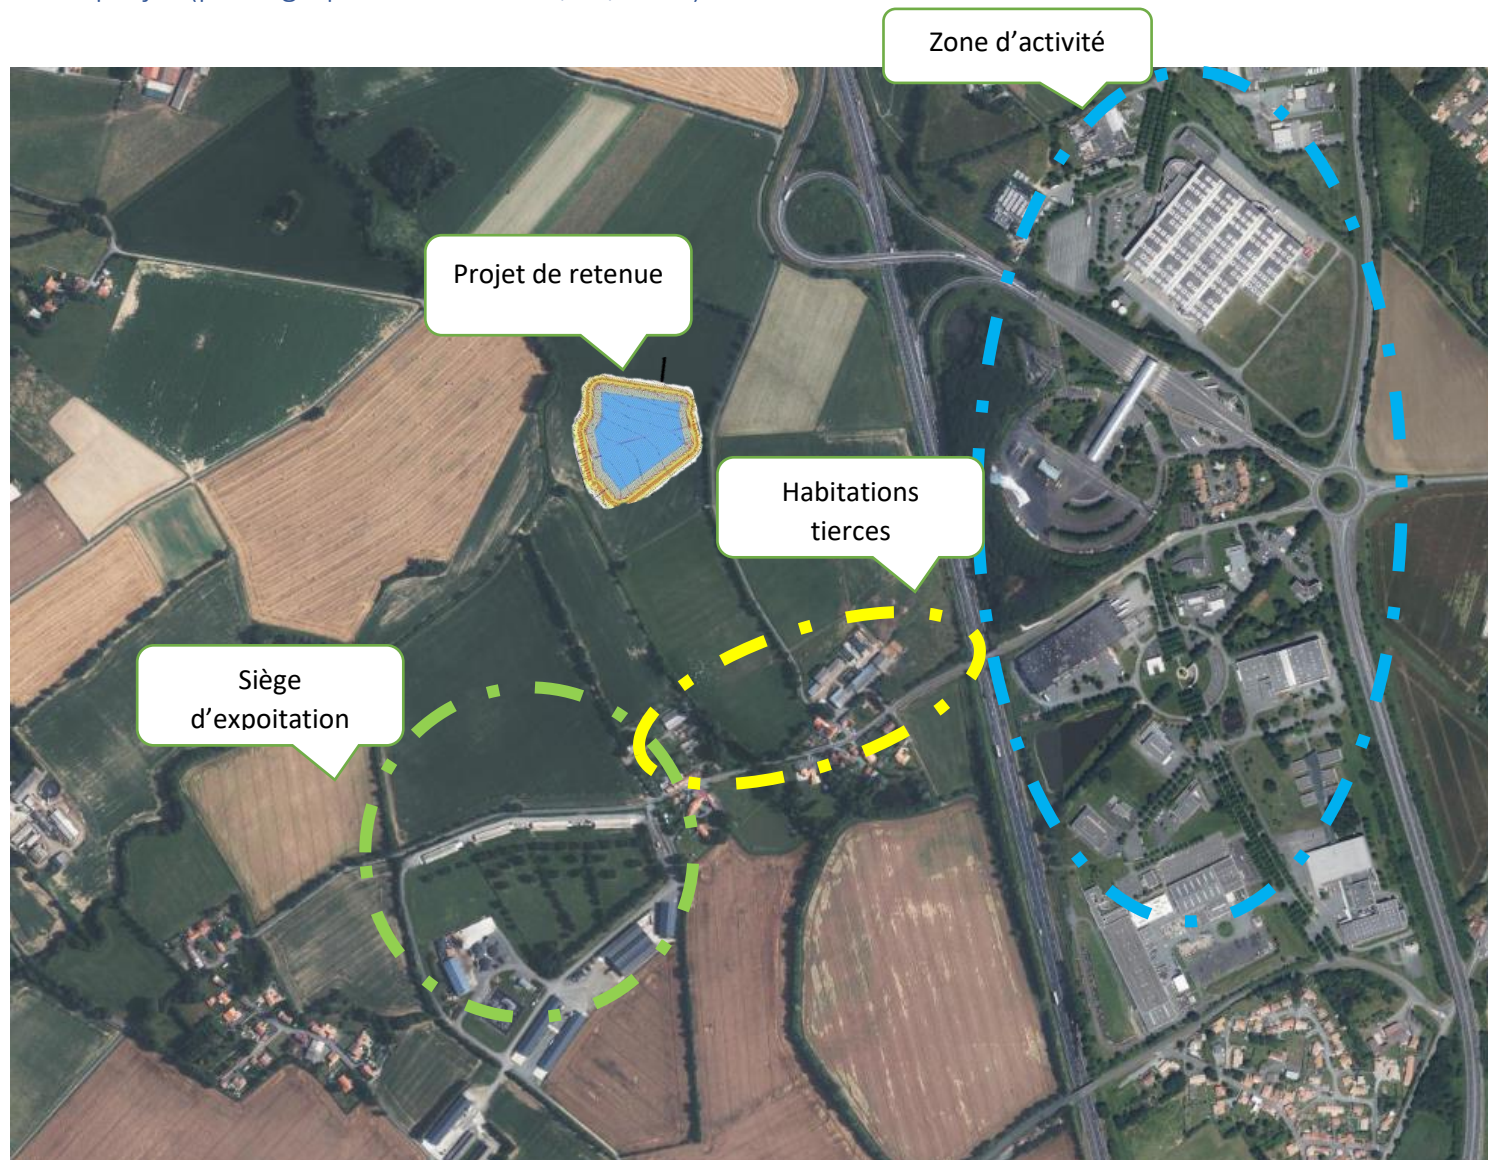 Zone d’activité
Projet de retenue
Habitations
tierces
Siège
d’expoitation